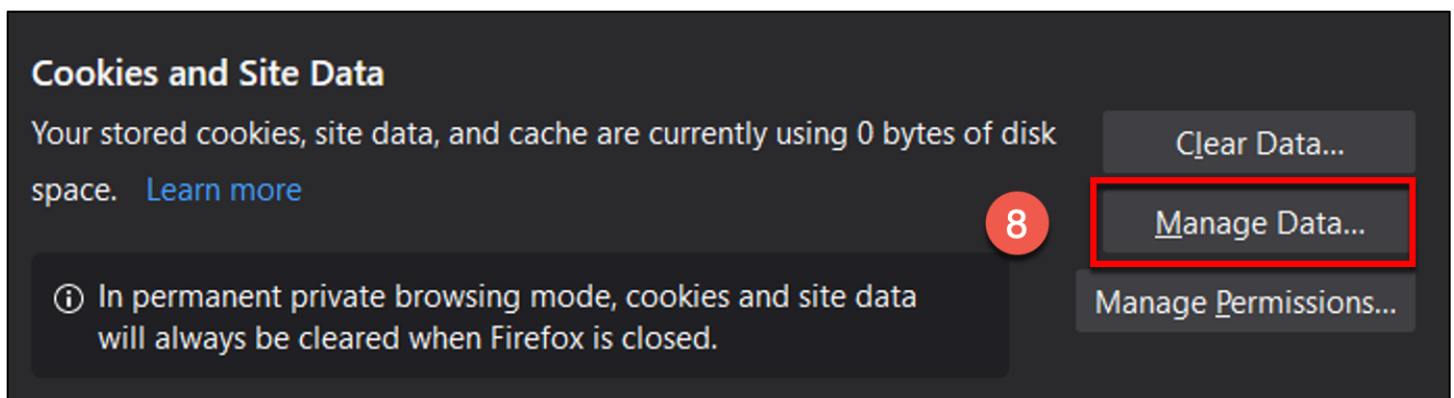 Cookies and Site Data
Your stored cookies, site data, and cache are currently using 0 bytes of disk
space. Learn more
Clear Data...
8
Manage Data...
In permanent private browsing mode, cookies and site data
will always be cleared when Firefox is closed.
Manage Permissions...